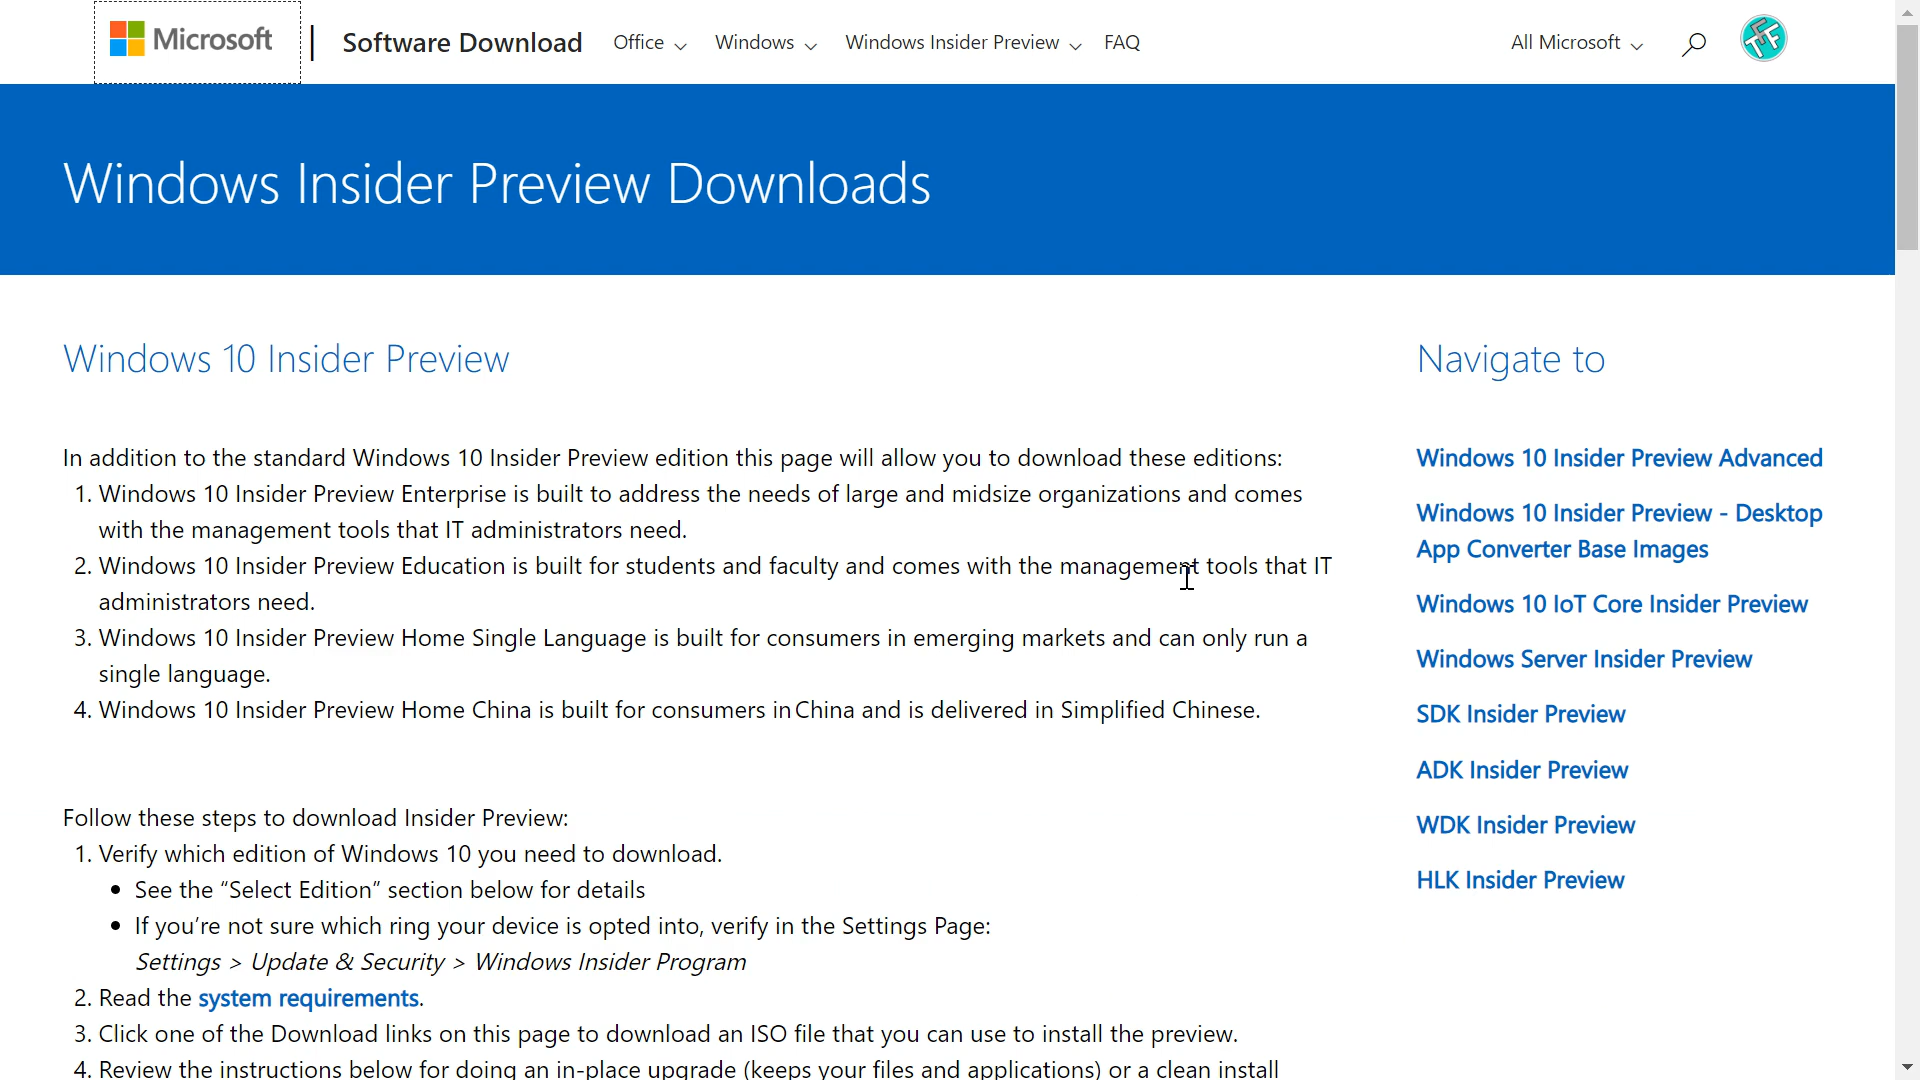 Microsoft
Software Download
Office
Windows
Windows Insider Preview
FAQ
All Microsoft
TFF
Windows Insider Preview Downloads
Windows 10 Insider Preview
In addition to the standard Windows 10 Insider Preview edition this page will allow you to download these editions:
1. Windows 10 Insider Preview Enterprise is built to address the needs of large and midsize organizations and comes
with the management tools that IT administrators need.
2. Windows 10 Insider Preview Education is built for students and faculty and comes with the management tools that IT
administrators need.
3. Windows 10 Insider Preview Home Single Language is built for consumers in emerging markets and can only run a
single language.
4. Windows 10 Insider Preview Home China is built for consumers in China and is delivered in Simplified Chinese.
Follow these steps to download Insider Preview:
1. Verify which edition of Windows 10 you need to download.
• See the “Select Edition” section below for details
• If you’re not sure which ring your device is opted into, verify in the Settings Page:
Settings > Update & Security > Windows Insider Program
2. Read the system requirements.
3. Click one of the Download links on this page to download an ISO file that you can use to install the preview.
4. Review the instructions below for doing an in-place upgrade (keeps your files and applications) or a clean install
Navigate to
Windows 10 Insider Preview Advanced
Windows 10 Insider Preview - Desktop
App Converter Base Images
Windows 10 IoT Core Insider Preview
Windows Server Insider Preview
SDK Insider Preview
ADK Insider Preview
WDK Insider Preview
HLK Insider Preview